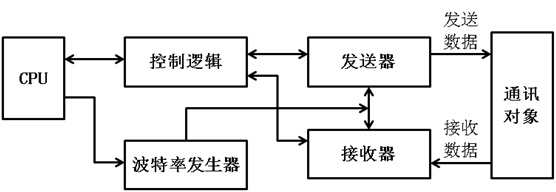 CPU
控制逻辑
波特率发生器
发送器
接收器
发送
数据
接收
数据
通讯
对象